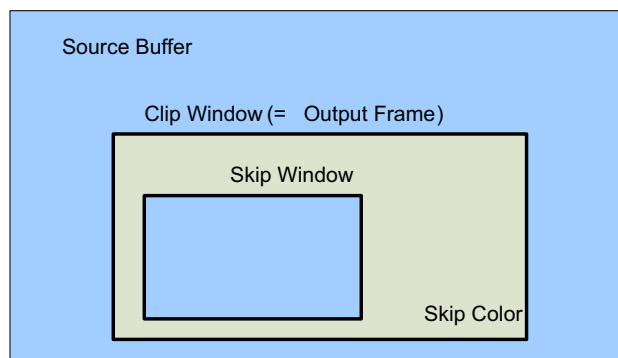 Source Buffer
Clip Window (= Output Frame)
Skip Window
Skip Color